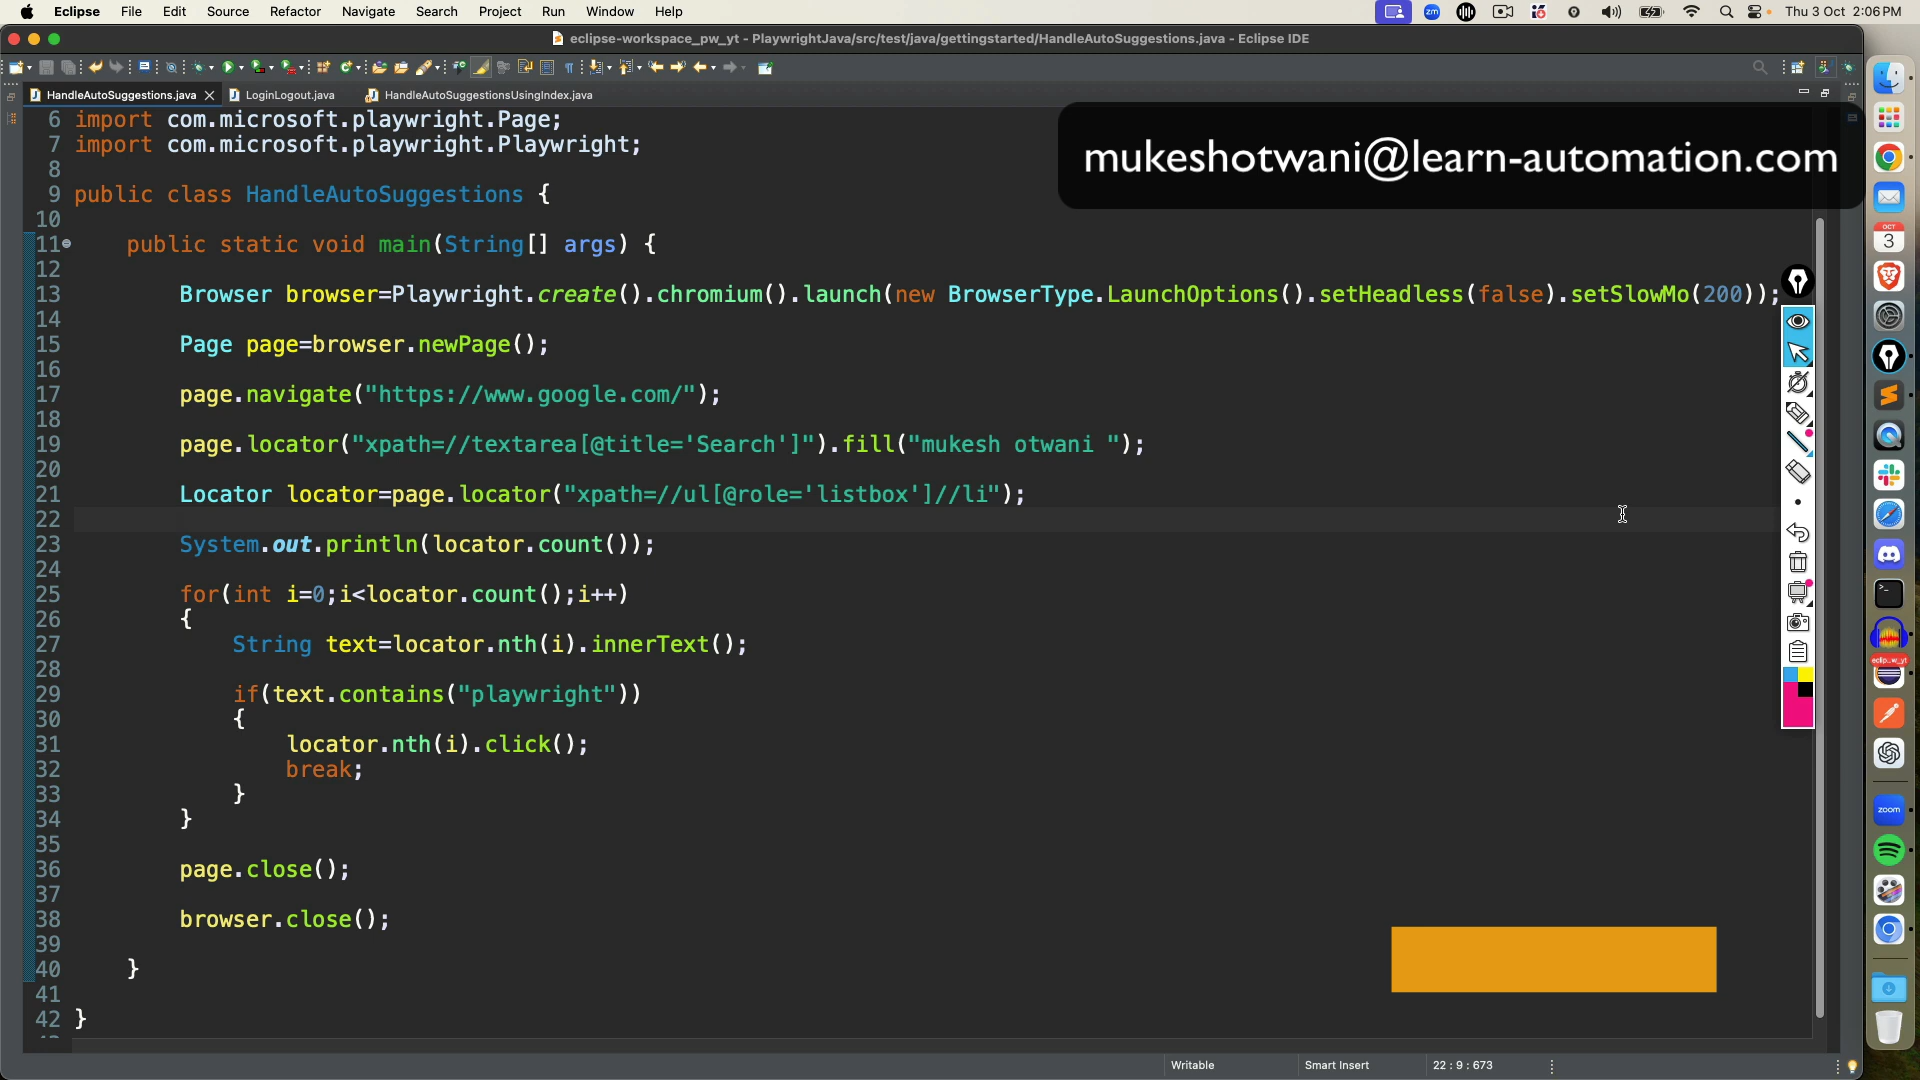 Eclipse File Edit Source Refactor Navigate Search Project Run Window Help zm Thu 3 Oct 2:06 PM
eclipse-workspace_pw_yt - PlaywrightJava/src/test/java/gettingstarted/HandleAutoSuggestions.java - Eclipse IDE
HandleAutoSuggestions.java LoginLogout.java HandleAutoSuggestionsUsingIndex.java
mukeshotwani@learn-automation.com
6 import com.microsoft.playwright.Page;
7 import com.microsoft.playwright.Playwright;
8
9 public class HandleAutoSuggestions {
10
11 public static void main(String[] args) {
12
13 Browser browser=Playwright.create().chromium().launch(new BrowserType.LaunchOptions().setHeadless(false).setSlowMo(200));
14
15 Page page=browser.newPage();
16
17 page.navigate("https://www.google.com/");
18
19 page.locator("xpath=//textarea[@title='Search']").fill("mukesh otwani ");
20
21 Locator locator=page.locator("xpath=//ul[@role='listbox']//li");
22
23 System.out.println(locator.count());
24
25 for(int i=0;i<locator.count();i++)
26 {
27 String text=locator.nth(i).innerText();
28
29 if(text.contains("playwright"))
30 {
31 locator.nth(i).click();
32 break;
33 }
34 }
35
36 page.close();
37
38 browser.close();
39
40 }
41
42 }
Writable Smart Insert 22 : 9 : 673
OCT
3
eclip..w_yt
zoom